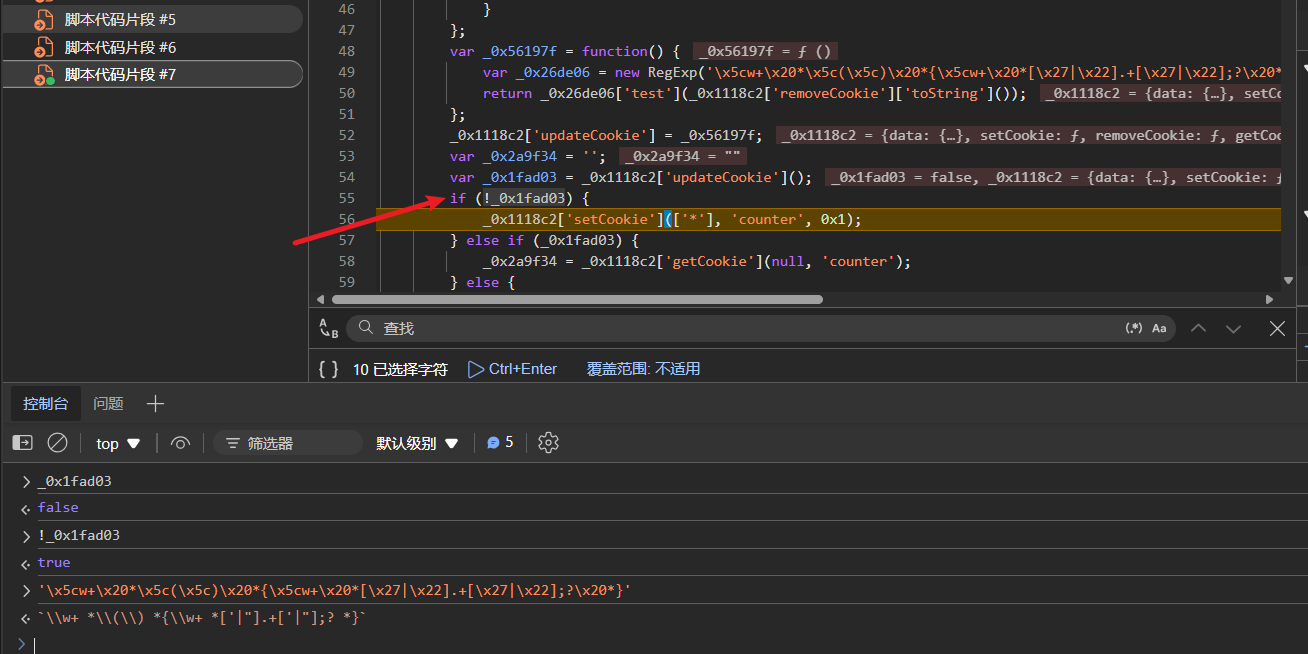 脚本代码片段 #5
脚本代码片段 #6
脚本代码片段 #7
46 }
47 };
48 var _0x56197f = function() { _0x56197f = ƒ ()
49 var _0x26de06 = new RegExp('\x5cw+\x20*\x5c(\x5c)\x20*{\x5cw+\x20*[\x27|\x22].+[\x27|\x22];?\x20*
50 return _0x26de06['test'](_0x1118c2['removeCookie']['toString']()); _0x1118c2 = {data: {…}, setCo
51 };
52 _0x1118c2['updateCookie'] = _0x56197f; _0x1118c2 = {data: {…}, setCookie: ƒ, removeCookie: ƒ, getCoo
53 var _0x2a9f34 = ''; _0x2a9f34 = ""
54 var _0x1fad03 = _0x1118c2['updateCookie'](); _0x1fad03 = false, _0x1118c2 = {data: {…}, setCookie: ƒ
55 if (!_0x1fad03) {
56 _0x1118c2['setCookie'](['*'], 'counter', 0x1);
57 } else if (_0x1fad03) {
58 _0x2a9f34 = _0x1118c2['getCookie'](null, 'counter');
59 } else {
查找 (.*) Aa
{ } 10 已选择字符 Ctrl+Enter 覆盖范围: 不适用
控制台 问题
top 筛选器 默认级别 5
> _0x1fad03
false
> !_0x1fad03
true
> '\x5cw+\x20*\x5c(\x5c)\x20*{\x5cw+\x20*[\x27|\x22].+[\x27|\x22];?\x20*}'
`\\w+ *\\(\\) *{\\w+ *['|"].+['|"];? *}`
>